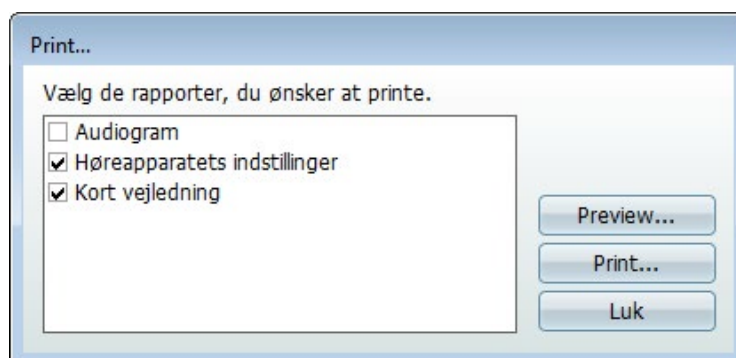 Print...
Vælg de rapporter, du ønsker at printe.
Audiogram
Høreapparatets indstillinger
Kort vejledning
Preview...
Print...
Luk